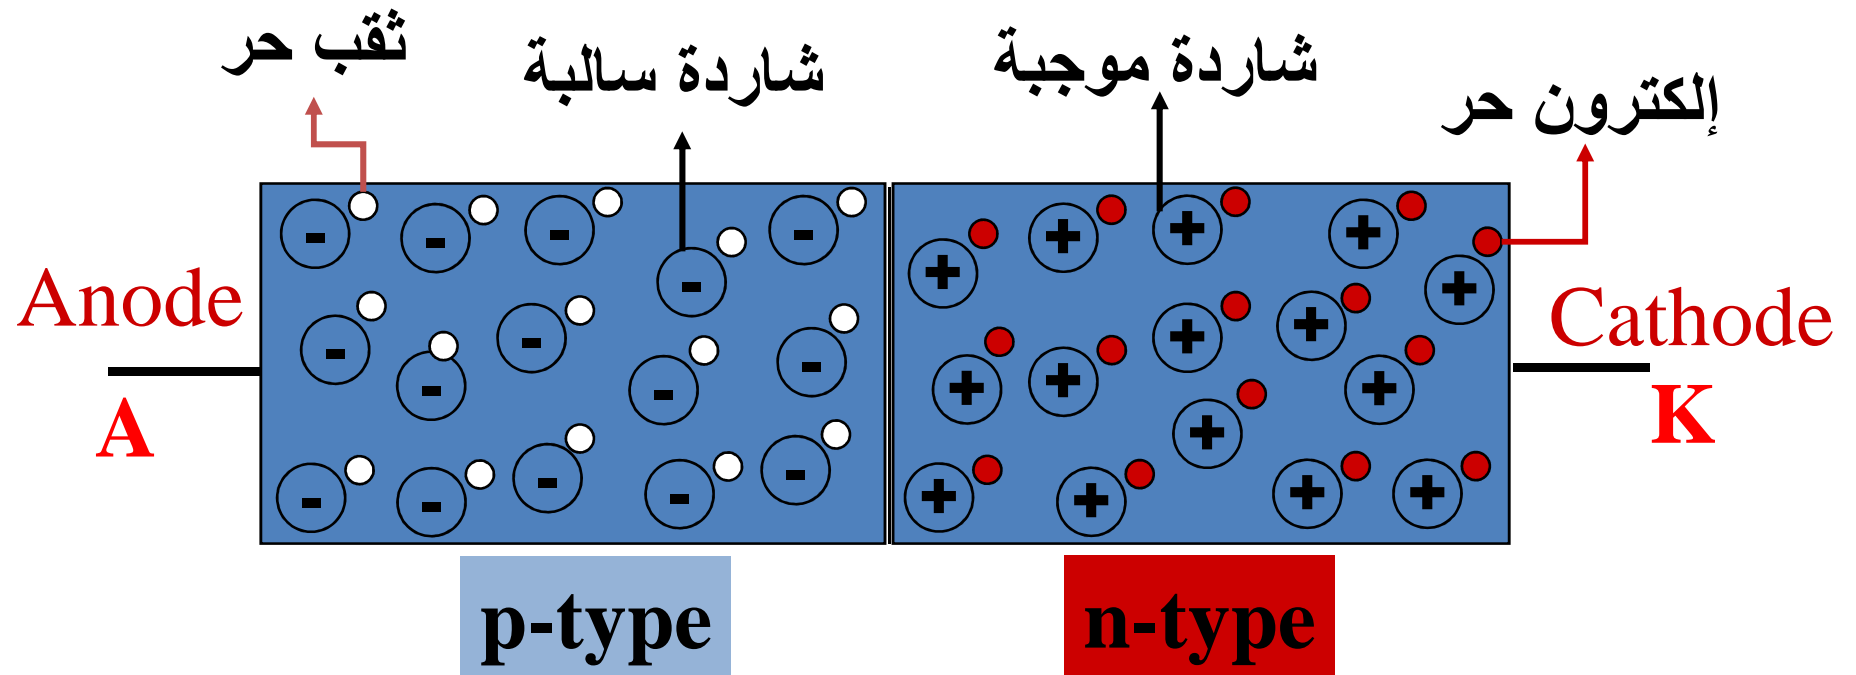 ثقب حر
شاردة سالبة
شاردة موجبة
إلكترون حر
Anode
A
Cathode
K
- - - - -
- - - - -
- - - - -
+ + + + +
+ + + + +
+ + + + +
p-type
n-type